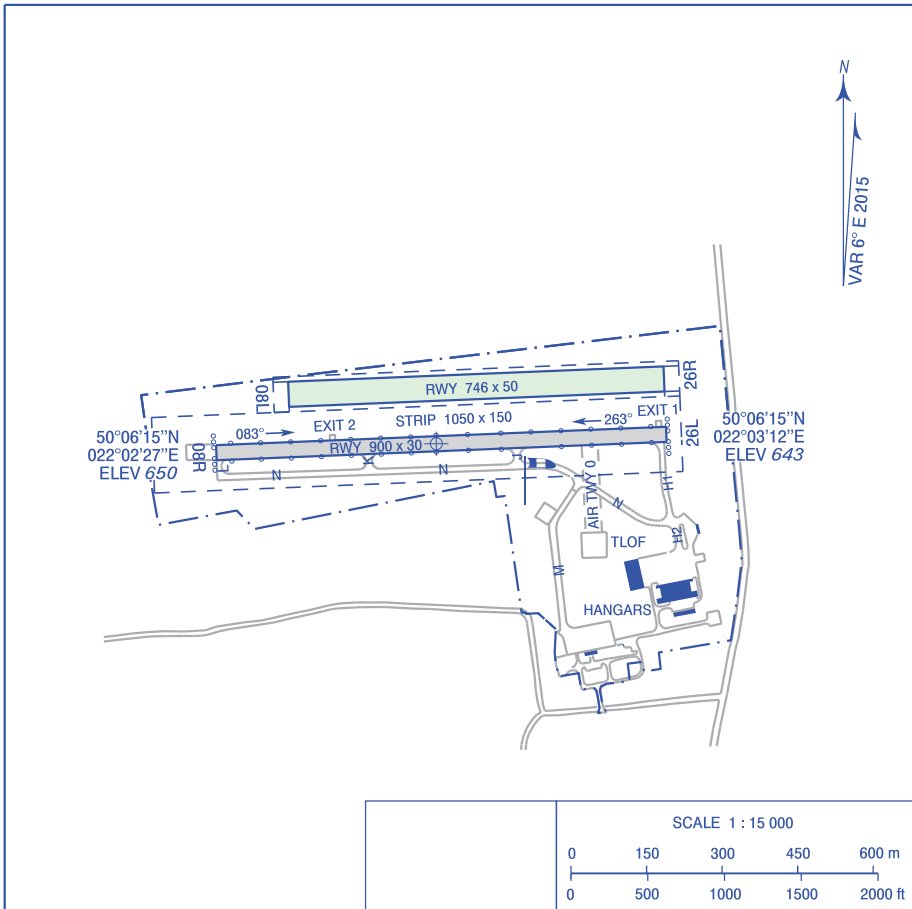 N
VAR 6° E 2015
26R
RWY 746 x 50
08L
EXIT 1
STRIP 1050 x 150
263°
EXIT 2
083°
50°06’15”N
022°03’12”E
ELEV 643
26L
50°06’15”N
022°02’27”E
ELEV 650
08R
RWY 900 x 30
L
K
J
N
N
H1
AIR TWY 0
N
H2
TLOF
M
HANGARS
SCALE 1 : 15 000
0 150 300 450 600 m
0 500 1000 1500 2000 ft